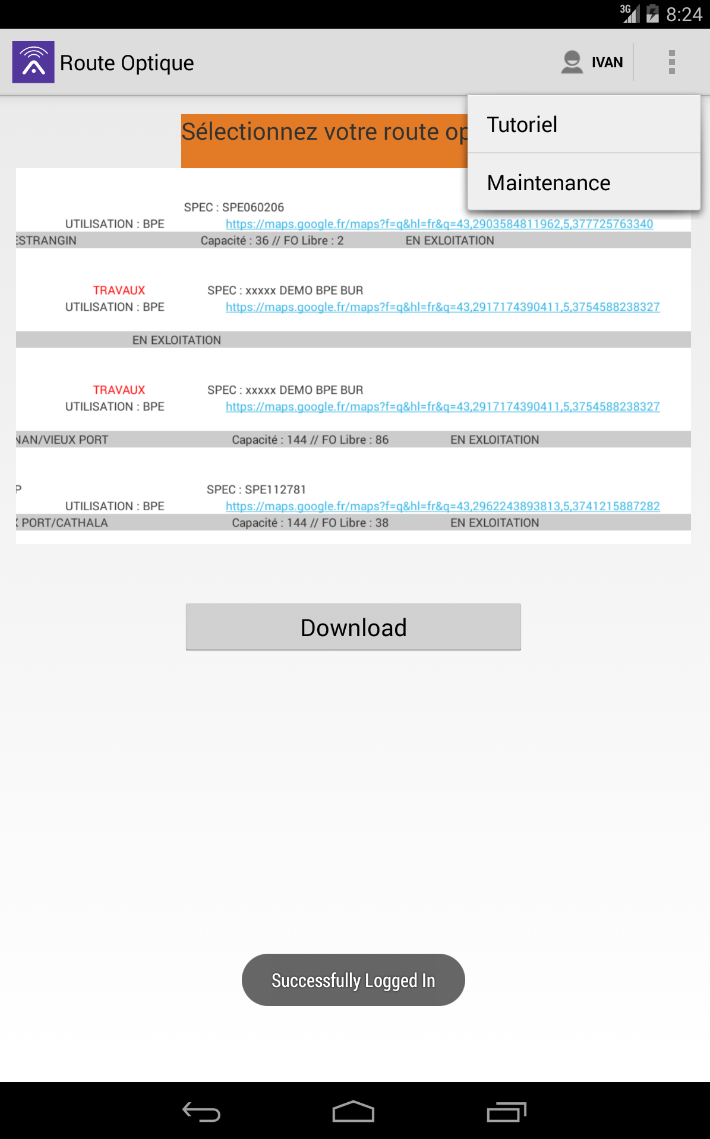 3G 8:24
Route Optique
IVAN
Tutoriel
Maintenance
Sélectionnez votre route op
SPEC : SPE060206
UTILISATION : BPE https://maps.google.fr/maps?f=q&hl=fr&q=43,2903584811962,5,377725763340
ESTRANGIN Capacité : 36 // FO Libre : 2 EN EXLOITATION
TRAVAUX SPEC : xxxxx DEMO BPE BUR
UTILISATION : BPE https://maps.google.fr/maps?f=q&hl=fr&q=43,2917174390411,5,3754588238327
EN EXLOITATION
TRAVAUX SPEC : xxxxx DEMO BPE BUR
UTILISATION : BPE https://maps.google.fr/maps?f=q&hl=fr&q=43,2917174390411,5,3754588238327
NAN/VIEUX PORT Capacité : 144 // FO Libre : 86 EN EXLOITATION
P SPEC : SPE112781
UTILISATION : BPE https://maps.google.fr/maps?f=q&hl=fr&q=43,2962243893813,5,3741215887282
X PORT/CATHALA Capacité : 144 // FO Libre : 38 EN EXLOITATION
Download
Successfully Logged In